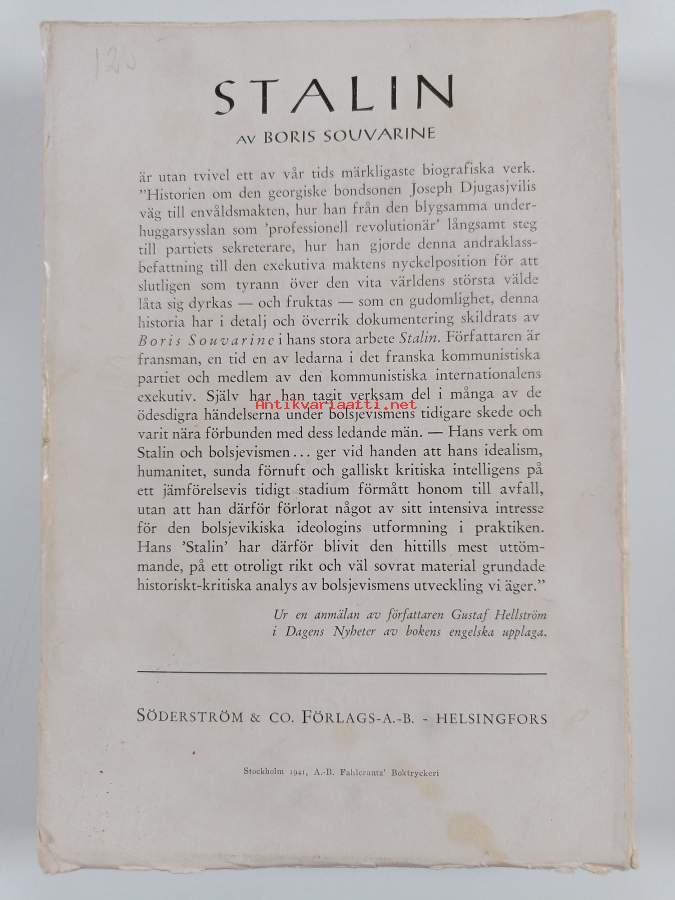 120
STALIN
AV BORIS SOUVARINE
är utan tvivel ett av vår tids märkligaste biografiska verk.
"Historien om den georgiske bondsonen Joseph Djugasjvilis
väg till envåldsmakten, hur han från den blygsamma under-
huggarsysslan som 'professionell revolutionär' långsamt steg
till partiets sekreterare, hur han gjorde denna andraklass-
befattning till den exekutiva maktens nyckelposition för att
slutligen som tyrann över den vita världens största välde
låta sig dyrkas — och fruktas — som en gudomlighet, denna
historia har i detalj och överrik dokumentering skildrats av
Boris Souvarine i hans stora arbete Stalin. Författaren är
fransman, en tid en av ledarna i det franska kommunistiska
partiet och medlem av den kommunistiska internationalens
exekutiv. Själv har han tagit verksam del i många av de
Antikvariaatti.net
ödesdigra händelserna under bolsjevismens tidigare skede och
varit nära förbunden med dess ledande män. — Hans verk om
Stalin och bolsjevismen... ger vid handen att hans idealism,
humanitet, sunda förnuft och galliskt kritiska intelligens på
ett jämförelsevis tidigt stadium förmått honom till avfall,
utan att han därför förlorat något av sitt intensiva intresse
för den bolsjevikiska ideologins utformning i praktiken.
Hans 'Stalin' har därför blivit den hittills mest uttöm-
mande, på ett otroligt rikt och väl sovrat material grundade
historiskt-kritiska analys av bolsjevismens utveckling vi äger."
Ur en anmälan av författaren Gustaf Hellström
i Dagens Nyheter av bokens engelska upplaga.
SÖDERSTRÖM & CO. FÖRLAGS-A.-B. - HELSINGFORS
Stockholm 1941, A.-B. Fahlcrantz' Boktryckeri